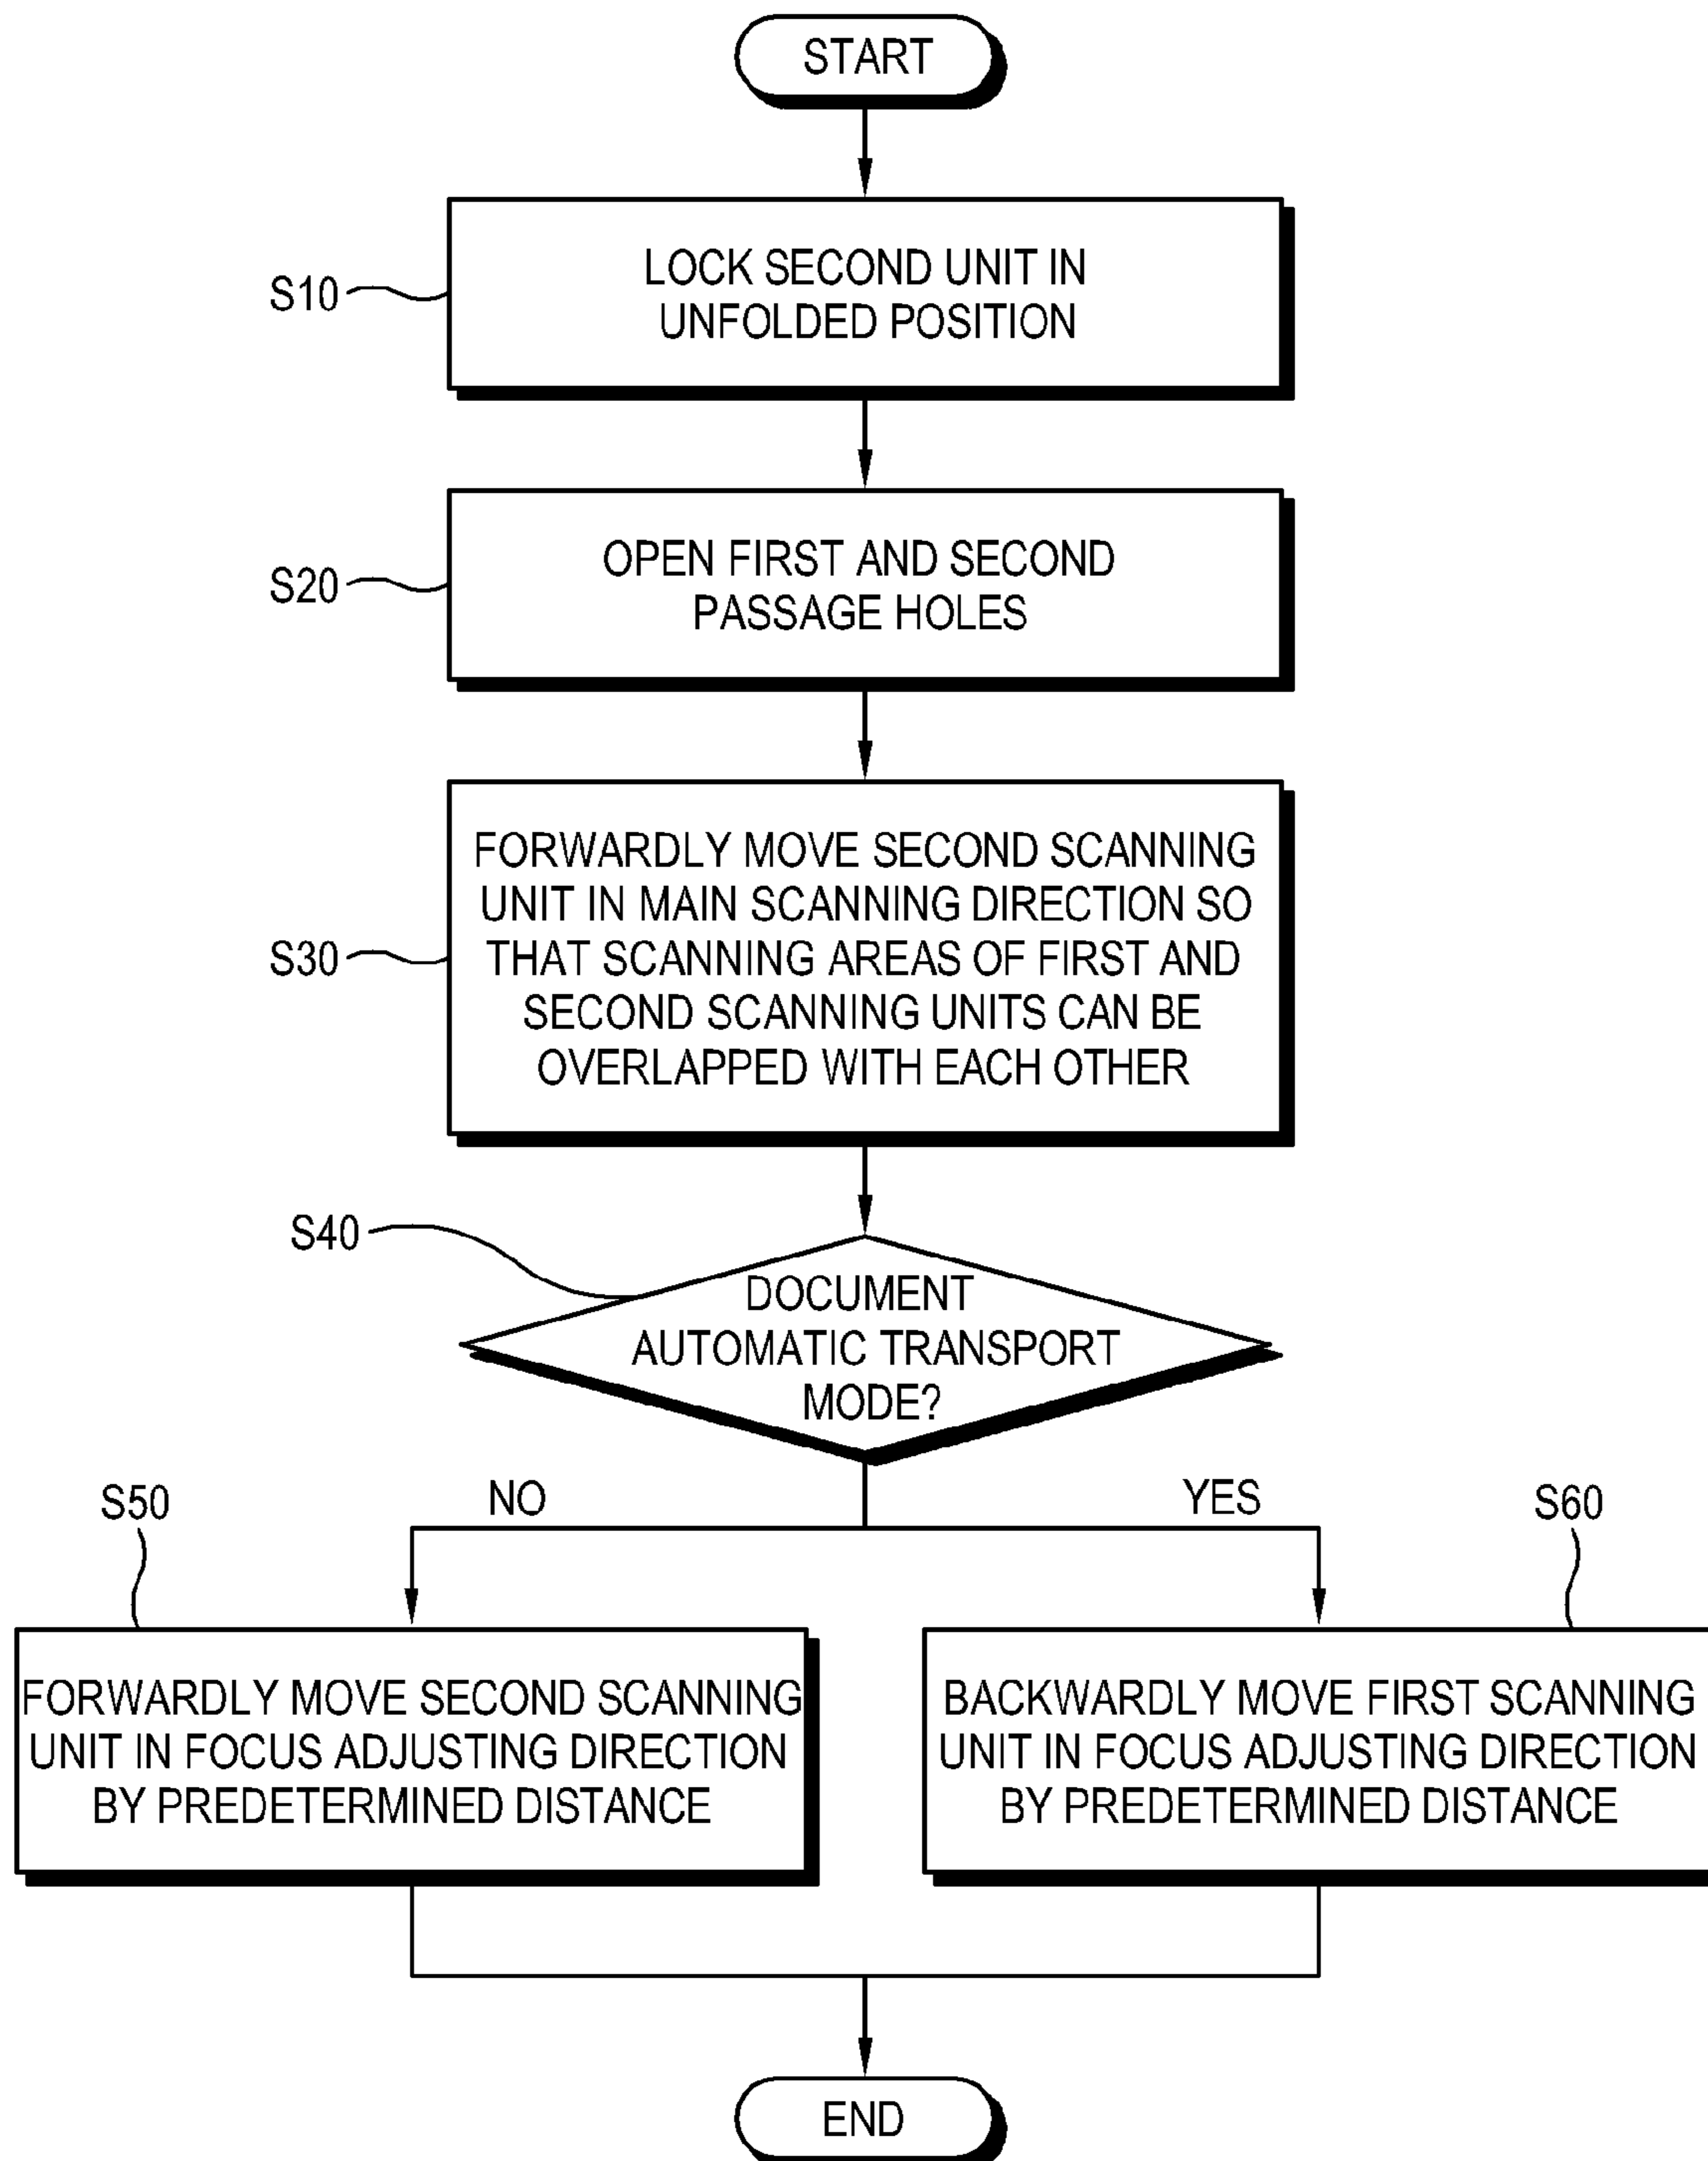 START
S10
LOCK SECOND UNIT IN
UNFOLDED POSITION
S20
OPEN FIRST AND SECOND
PASSAGE HOLES
S30
FORWARDLY MOVE SECOND SCANNING
UNIT IN MAIN SCANNING DIRECTION SO
THAT SCANNING AREAS OF FIRST AND
SECOND SCANNING UNITS CAN BE
OVERLAPPED WITH EACH OTHER
S40
DOCUMENT
AUTOMATIC TRANSPORT
MODE?
NO
YES
S50
FORWARDLY MOVE SECOND SCANNING
UNIT IN FOCUS ADJUSTING DIRECTION
BY PREDETERMINED DISTANCE
S60
BACKWARDLY MOVE FIRST SCANNING
UNIT IN FOCUS ADJUSTING DIRECTION
BY PREDETERMINED DISTANCE
END